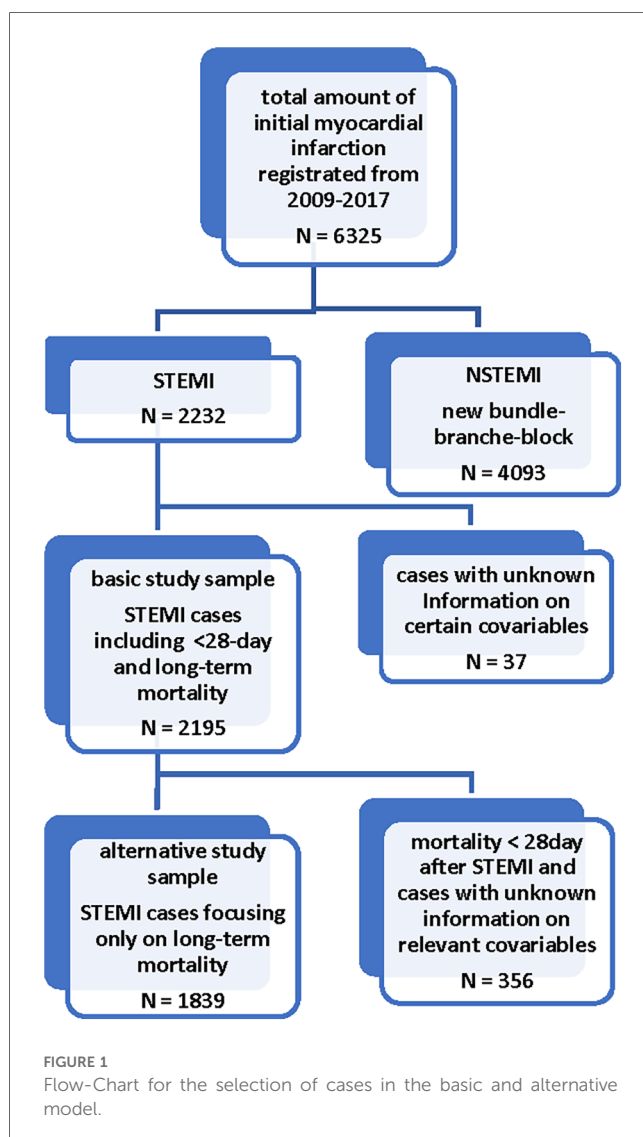 total amount of
initial myocardial
infarction
registrated from
2009-2017
N = 6325
STEMI
N = 2232
NSTEMI
new bundle-
branche-block
N = 4093
basic study sample
STEMI cases
including <28-day
and long-term
mortality
N = 2195
cases with unknown
Information on
certain covariables
N = 37
alternative study
sample
STEMI cases focusing
only on long-term
mortality
N = 1839
mortality < 28day
after STEMI and
cases with unknown
information on
relevant covariables
N = 356
FIGURE 1
Flow-Chart for the selection of cases in the basic and alternative
model.